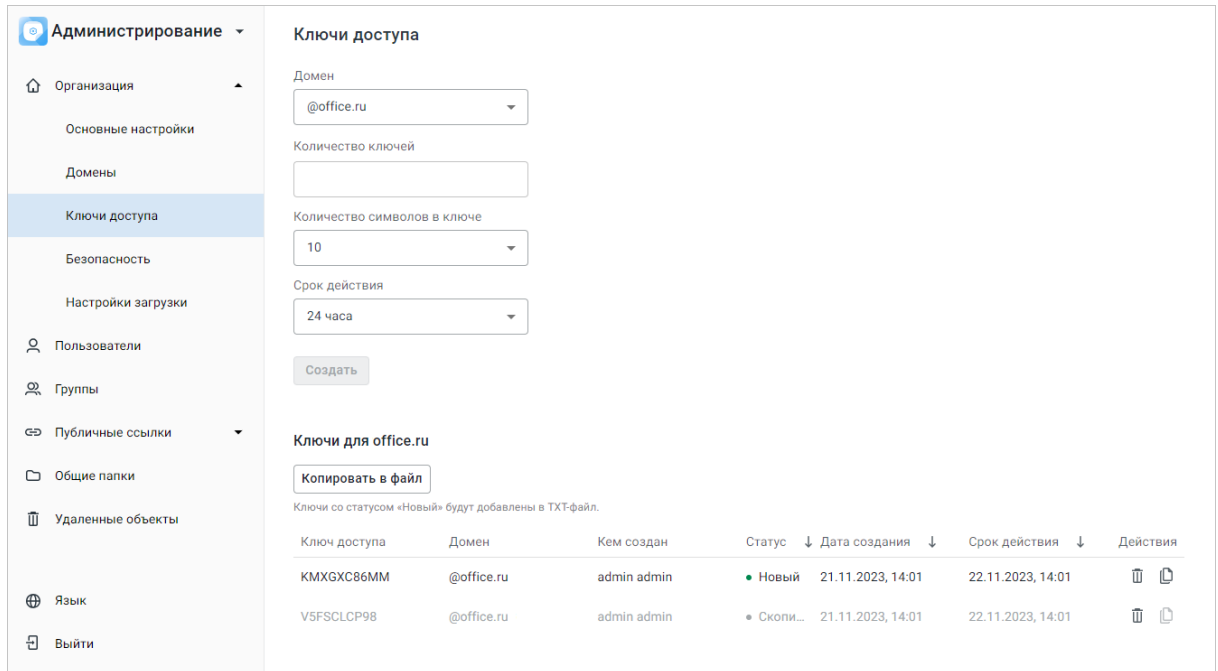 Администрирование
Организация
Основные настройки
Домены
Ключи доступа
Безопасность
Настройки загрузки
Пользователи
Группы
Публичные ссылки
Общие папки
Удаленные объекты
Язык
Выйти
Ключи доступа
Домен
@office.ru
Количество ключей
Количество символов в ключе
10
Срок действия
24 часа
Создать
Ключи для office.ru
Копировать в файл
Ключи со статусом «Новый» будут добавлены в TXT-файл.
Ключ доступа Домен Кем создан Статус Дата создания Срок действия Действия
KMXGXC86MM @office.ru admin admin Новый 21.11.2023, 14:01 22.11.2023, 14:01
V5FSCLCP98 @office.ru admin admin Скопи... 21.11.2023, 14:01 22.11.2023, 14:01